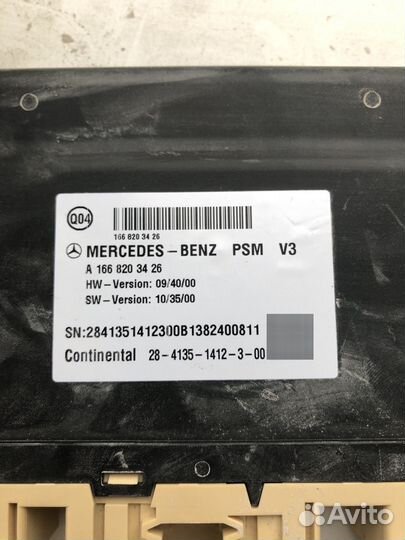 Q04
166 820 34 26
MERCEDES-BENZ PSM V3
A 166 820 34 26
HW-Version: 09/40/00
SW-Version: 10/35/00
SN:2841351412300B1382400811
Continental 28-4135-1412-3-00
Avito